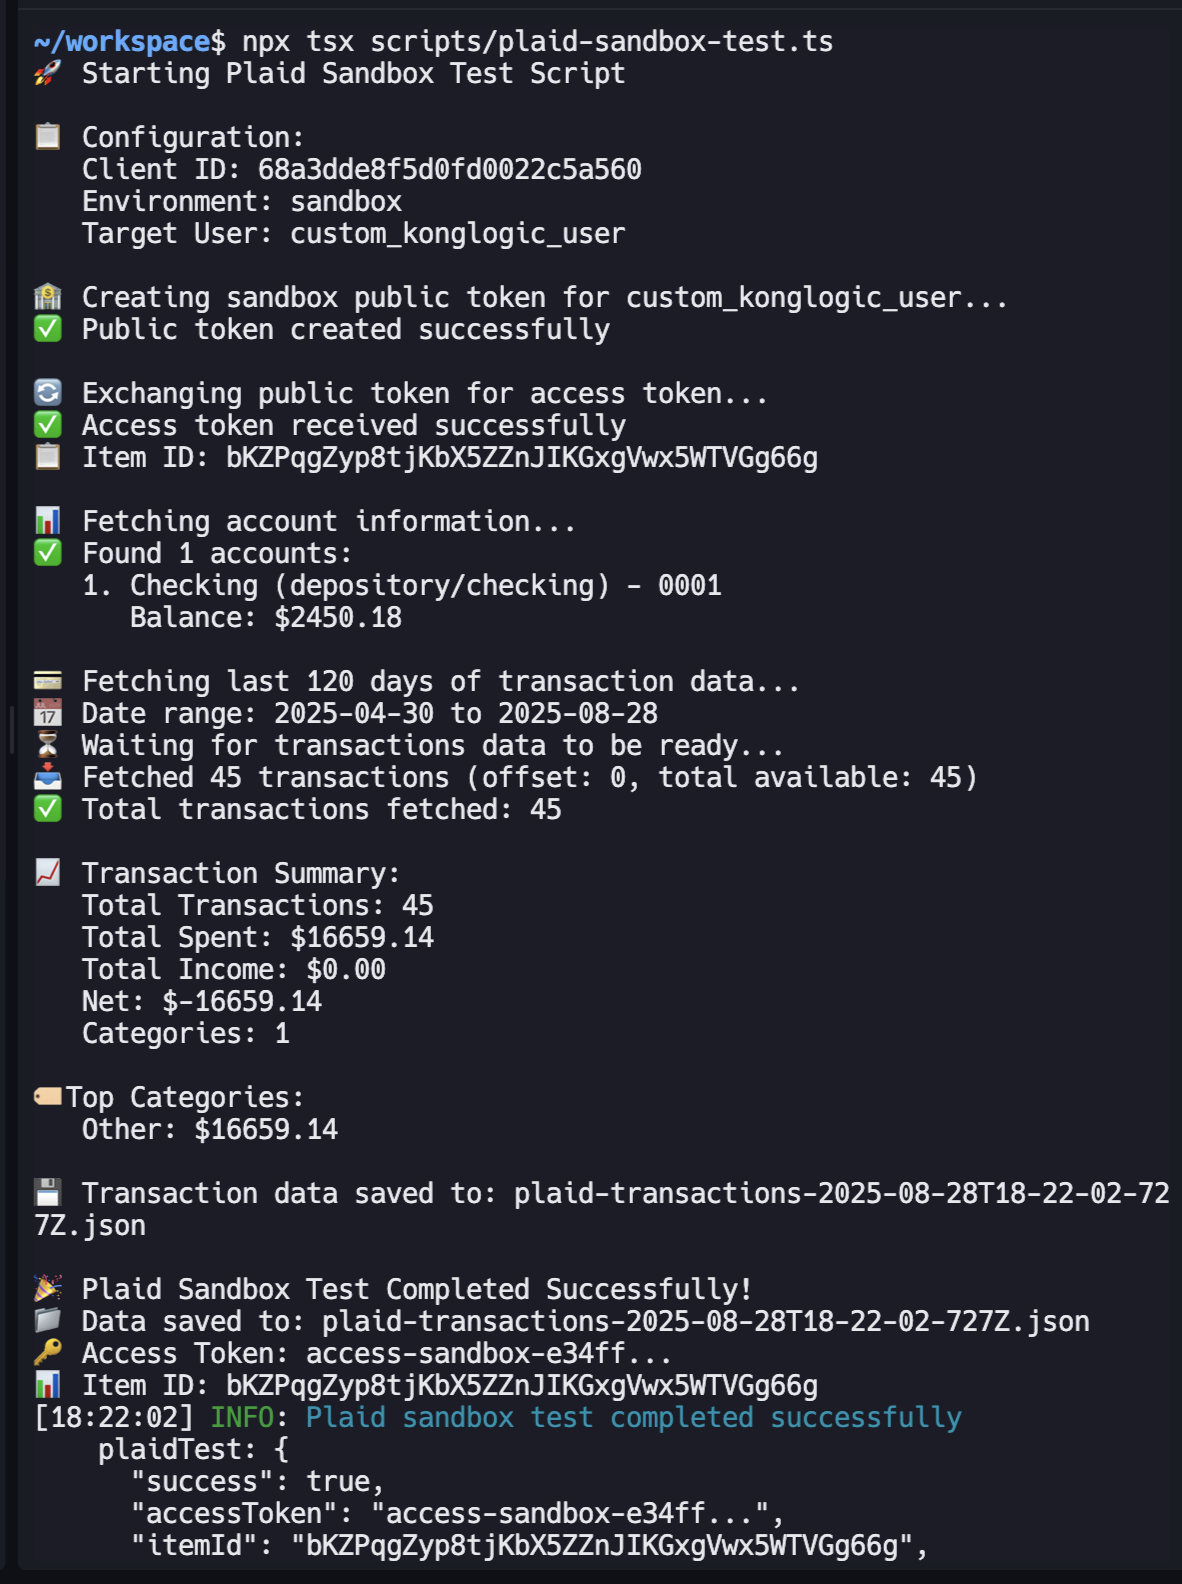 ~/workspace$ npx tsx scripts/plaid-sandbox-test.ts
🚀 Starting Plaid Sandbox Test Script
📋 Configuration:
Client ID: 68a3dde8f5d0fd0022c5a560
Environment: sandbox
Target User: custom_konglogic_user
🏦 Creating sandbox public token for custom_konglogic_user...
✅ Public token created successfully
🔄 Exchanging public token for access token...
✅ Access token received successfully
📋 Item ID: bKZPqgZyp8tjKbX5ZZnJIKGxgVwx5WTVGg66g
📊 Fetching account information...
✅ Found 1 accounts:
1. Checking (depository/checking) - 0001
Balance: $2450.18
💳 Fetching last 120 days of transaction data...
📅 Date range: 2025-04-30 to 2025-08-28
⏳ Waiting for transactions data to be ready...
📥 Fetched 45 transactions (offset: 0, total available: 45)
✅ Total transactions fetched: 45
📈 Transaction Summary:
Total Transactions: 45
Total Spent: $16659.14
Total Income: $0.00
Net: $-16659.14
Categories: 1
🏷️Top Categories:
Other: $16659.14
💾 Transaction data saved to: plaid-transactions-2025-08-28T18-22-02-72
7Z.json
🎉 Plaid Sandbox Test Completed Successfully!
📁 Data saved to: plaid-transactions-2025-08-28T18-22-02-727Z.json
🔑 Access Token: access-sandbox-e34ff...
📊 Item ID: bKZPqgZyp8tjKbX5ZZnJIKGxgVwx5WTVGg66g
[18:22:02] INFO: Plaid sandbox test completed successfully
plaidTest: {
"success": true,
"accessToken": "access-sandbox-e34ff...",
"itemId": "bKZPqgZyp8tjKbX5ZZnJIKGxgVwx5WTVGg66g",